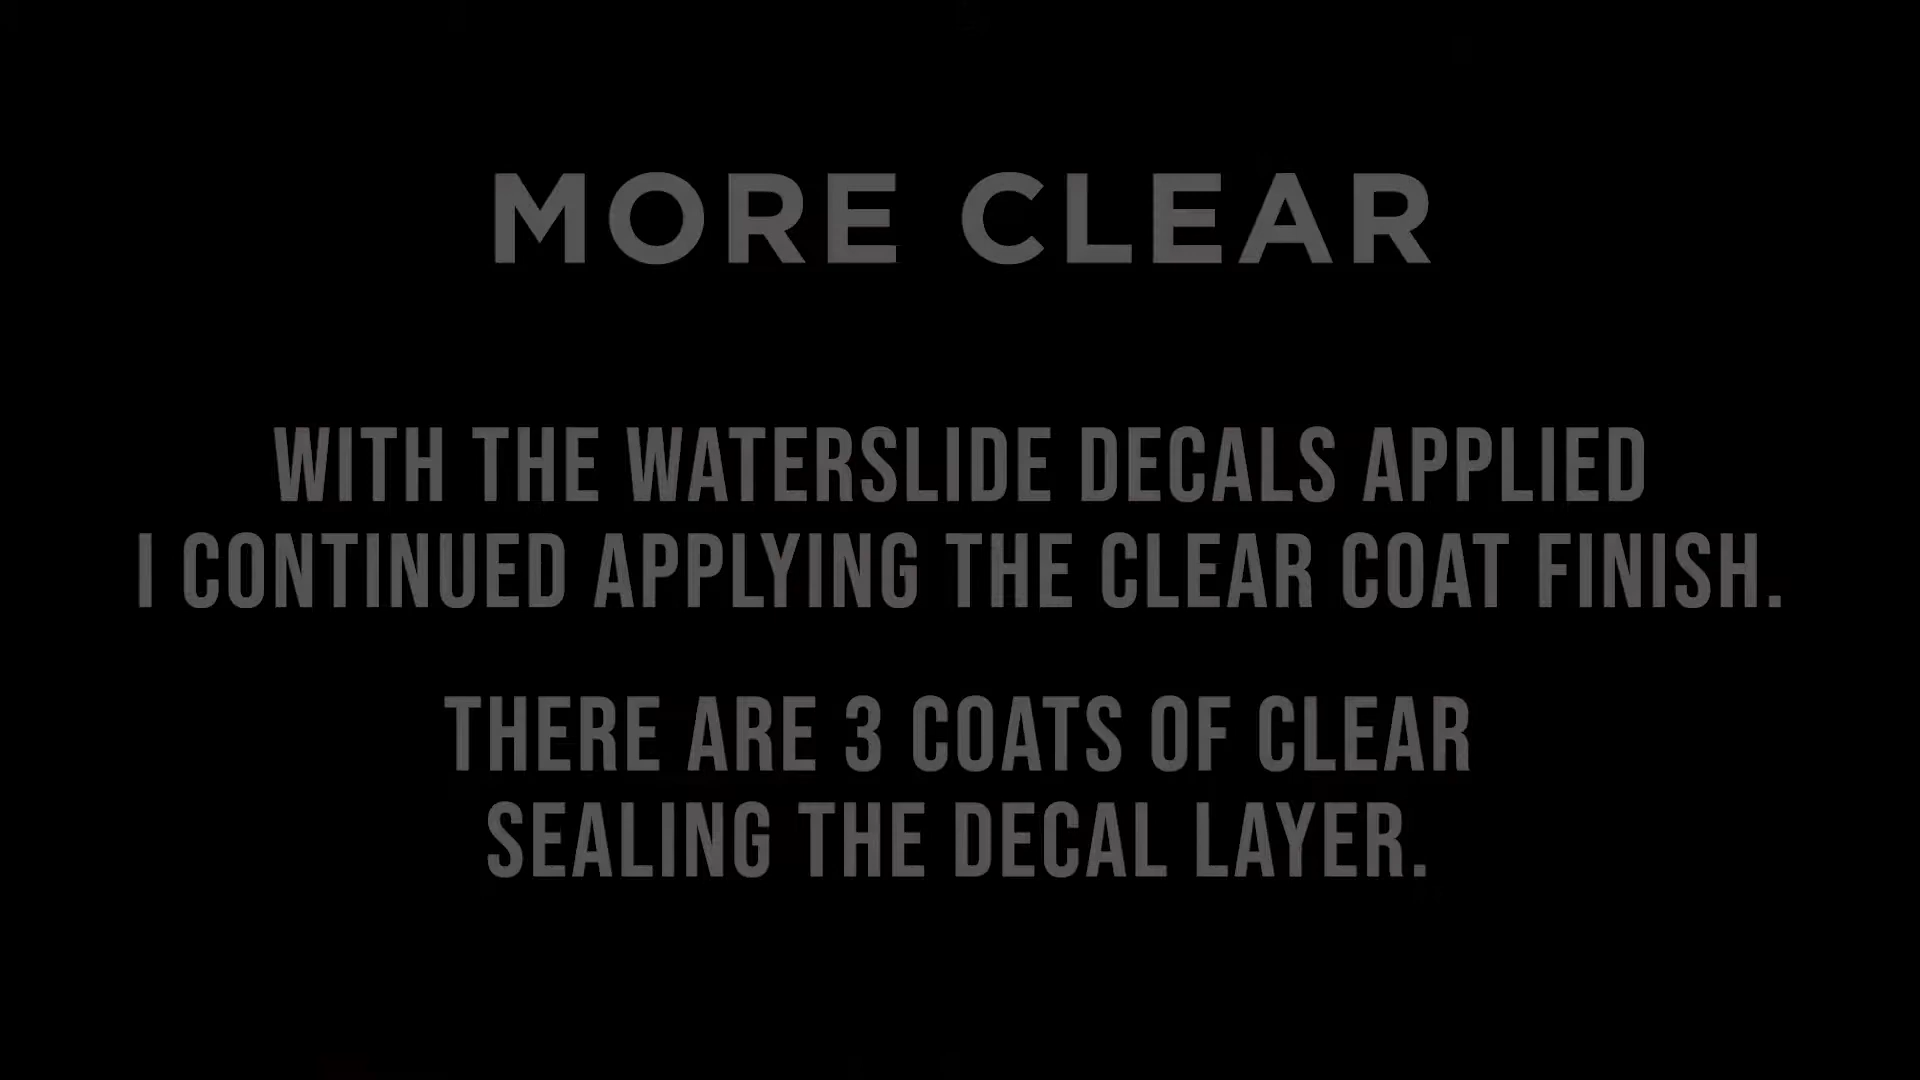 MORE CLEAR
WITH THE WATERSLIDE DECALS APPLIED
I CONTINUED APPLYING THE CLEAR COAT FINISH.
THERE ARE 3 COATS OF CLEAR
SEALING THE DECAL LAYER.